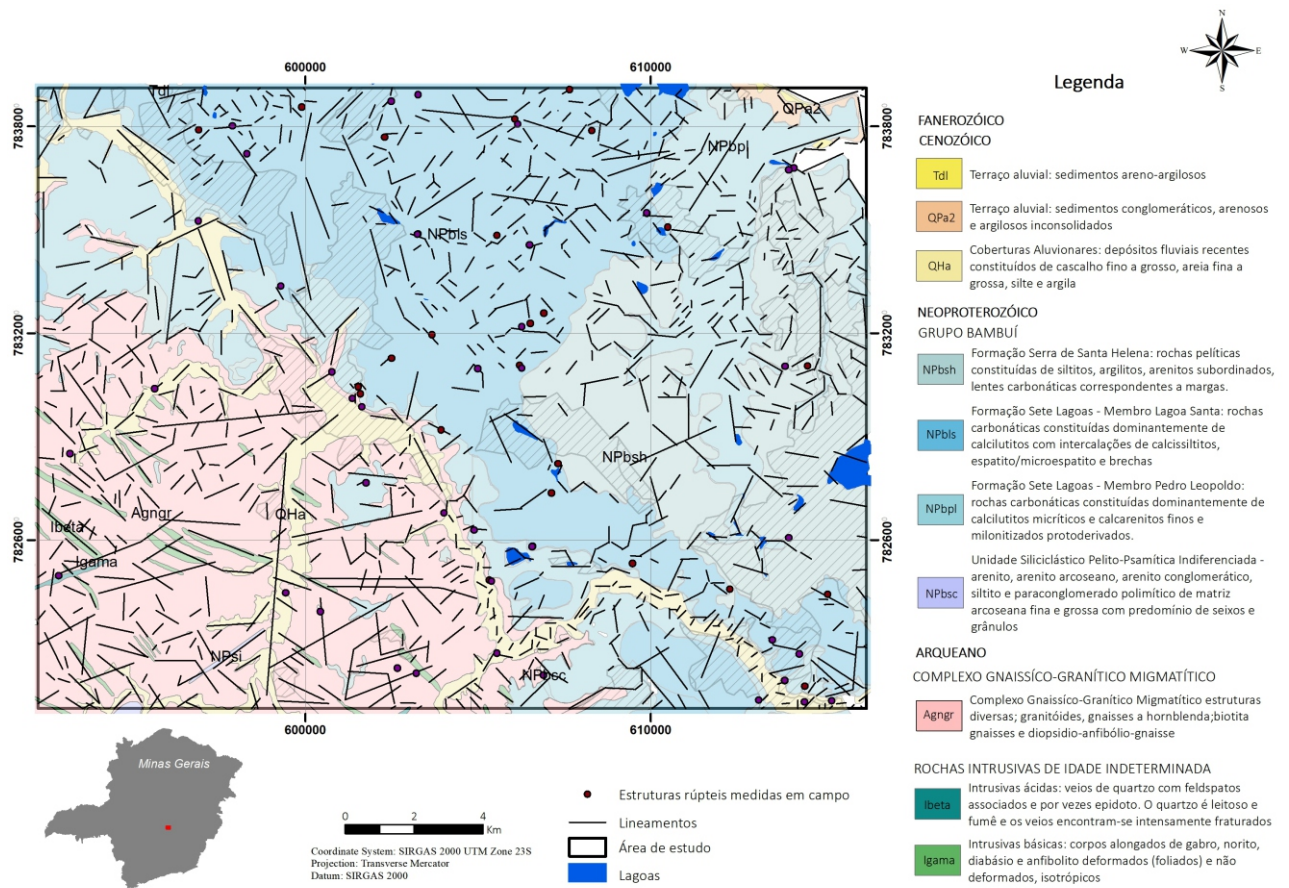 N
W
E
S
600000
610000
Legenda
7838000
7838000
7832000
7832000
7826000
7826000
600000
610000
Tdl
QPa2
NPbpl
NPbls
NPbsh
Agngr
QHa
Ibeta
Igama
NPsi
NPbsc
FANEROZÓICO
CENOZÓICO
Tdl
Terraço aluvial: sedimentos areno-argilosos
QPa2
Terraço aluvial: sedimentos conglomeráticos, arenosos
e argilosos inconsolidados
QHa
Coberturas Aluvionares: depósitos fluviais recentes
constituídos de cascalho fino a grosso, areia fina a
grossa, silte e argila
NEOPROTEROZÓICO
GRUPO BAMBUÍ
NPbsh
Formação Serra de Santa Helena: rochas pelíticas
constituídas de siltitos, argilitos, arenitos subordinados,
lentes carbonáticas correspondentes a margas.
NPbls
Formação Sete Lagoas - Membro Lagoa Santa: rochas
carbonáticas constituídas dominantemente de
calcilutitos com intercalações de calcissiltitos,
espatito/microespatito e brechas
NPbpl
Formação Sete Lagoas - Membro Pedro Leopoldo:
rochas carbonáticas constituídas dominantemente de
calcilutitos micríticos e calcarenitos finos e
milonitizados protoderivados.
NPbsc
Unidade Siliciclástico Pelito-Psamítica Indiferenciada -
arenito, arenito arcoseano, arenito conglomerático,
siltito e paraconglomerado polimítico de matriz
arcoseana fina e grossa com predomínio de seixos e
grânulos
ARQUEANO
COMPLEXO GNAISSÍCO-GRANÍTICO MIGMATÍTICO
Agngr
Complexo Gnaissíco-Granítico Migmatítico estruturas
diversas; granitóides, gnaisses a hornblenda;biotita
gnaisses e diopsidio-anfibólio-gnaisse
ROCHAS INTRUSIVAS DE IDADE INDETERMINADA
Ibeta
Intrusivas ácidas: veios de quartzo com feldspatos
associados e por vezes epidoto. O quartzo é leitoso e
fumê e os veios encontram-se intensamente fraturados
Igama
Intrusivas básicas: corpos alongados de gabro, norito,
diabásio e anfibolito deformados (foliados) e não
deformados, isotrópicos
Minas Gerais
0 2 4
Km
Coordinate System: SIRGAS 2000 UTM Zone 23S
Projection: Transverse Mercator
Datum: SIRGAS 2000
Estruturas rúpteis medidas em campo
Lineamentos
Área de estudo
Lagoas